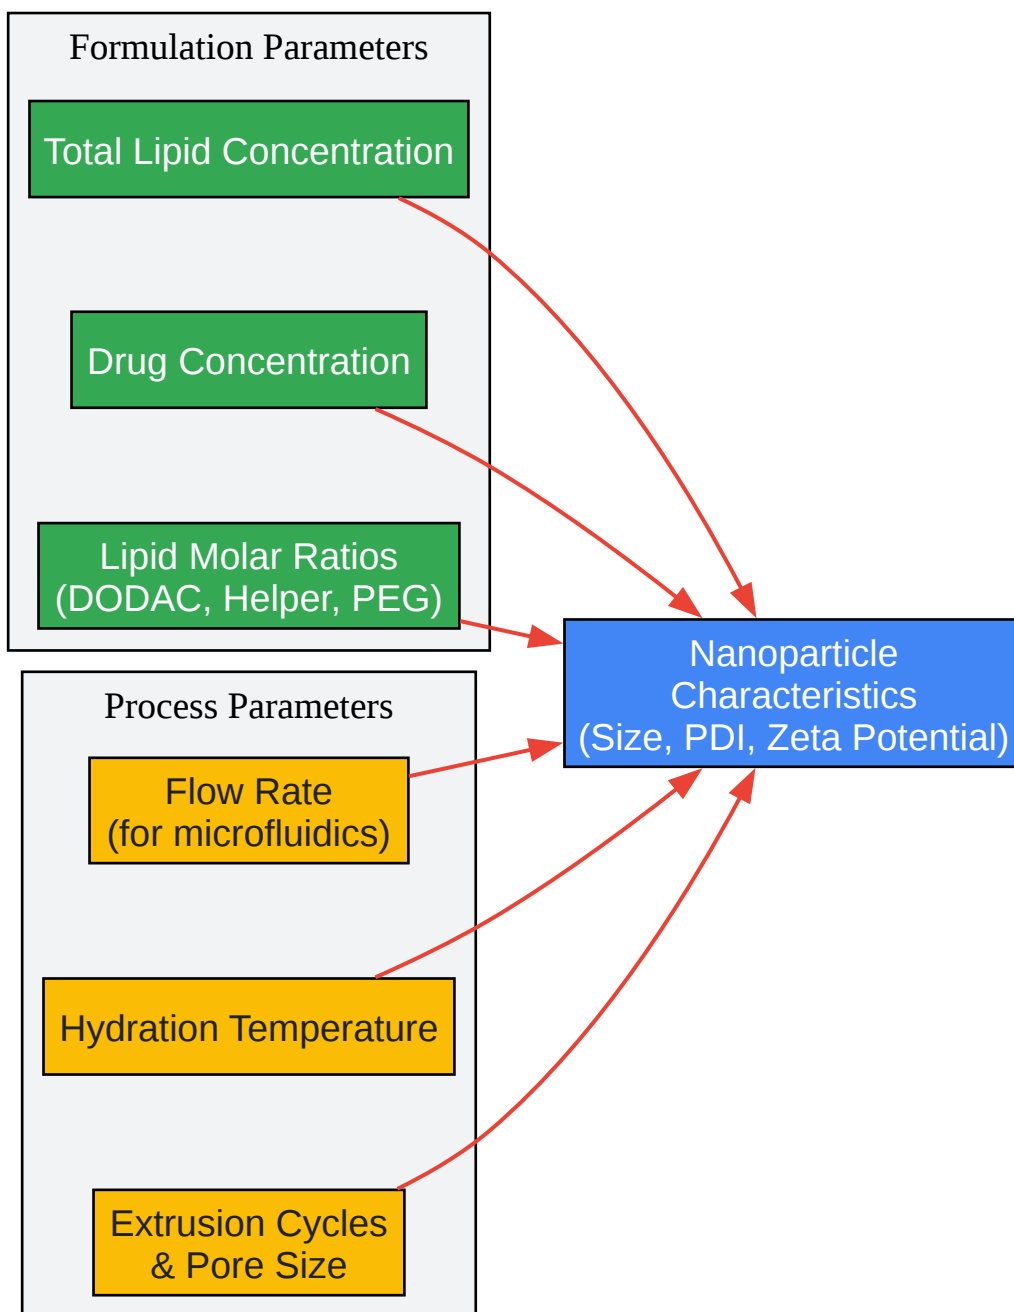 Formulation Parameters
Total Lipid Concentration
Drug Concentration
Lipid Molar Ratios
(DODAC, Helper, PEG)
Nanoparticle
Characteristics
(Size, PDI, Zeta Potential)
Process Parameters
Flow Rate
(for microfluidics)
Hydration Temperature
Extrusion Cycles
& Pore Size